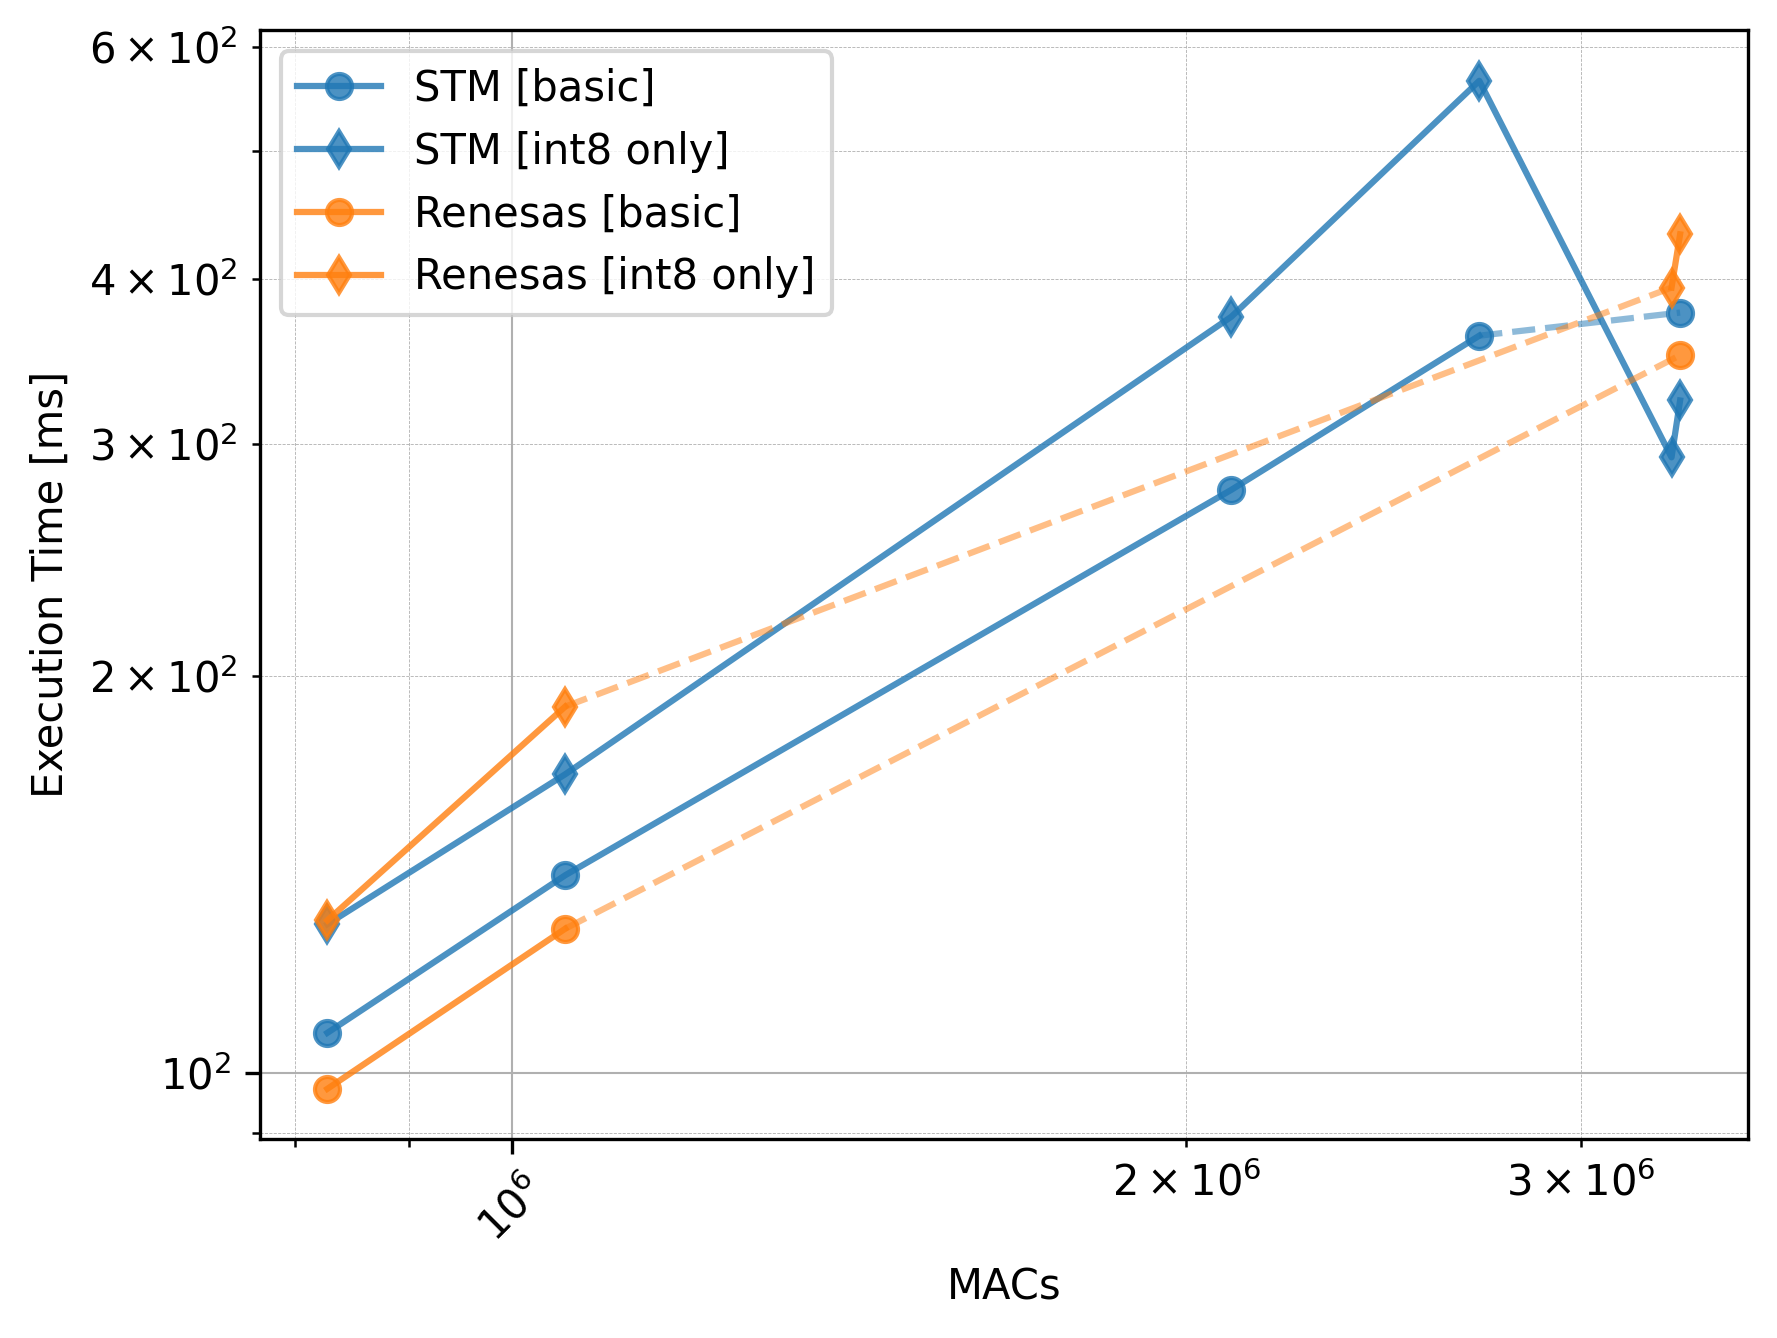 6 × 10²
4 × 10²
3 × 10²
2 × 10²
10²
Execution Time [ms]
STM [basic]
STM [int8 only]
Renesas [basic]
Renesas [int8 only]
10⁶
2 × 10⁶
3 × 10⁶
MACs